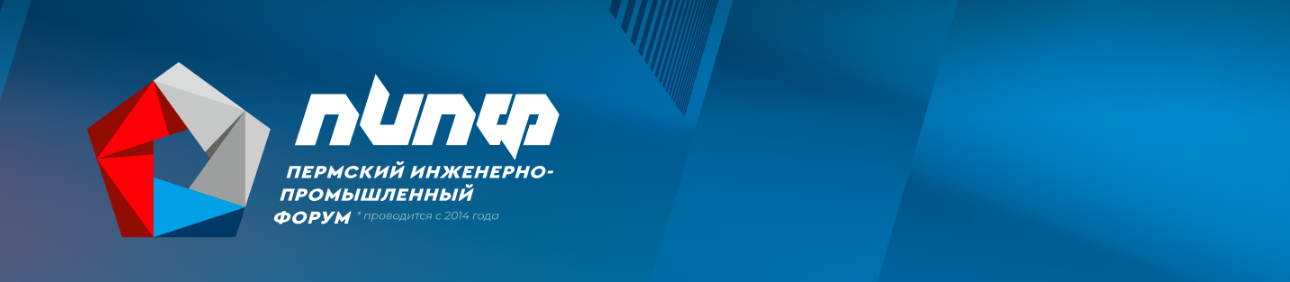 ПИПФ
ПЕРМСКИЙ ИНЖЕНЕРНО-
ПРОМЫШЛЕННЫЙ
ФОРУМ * проводится с 2014 года